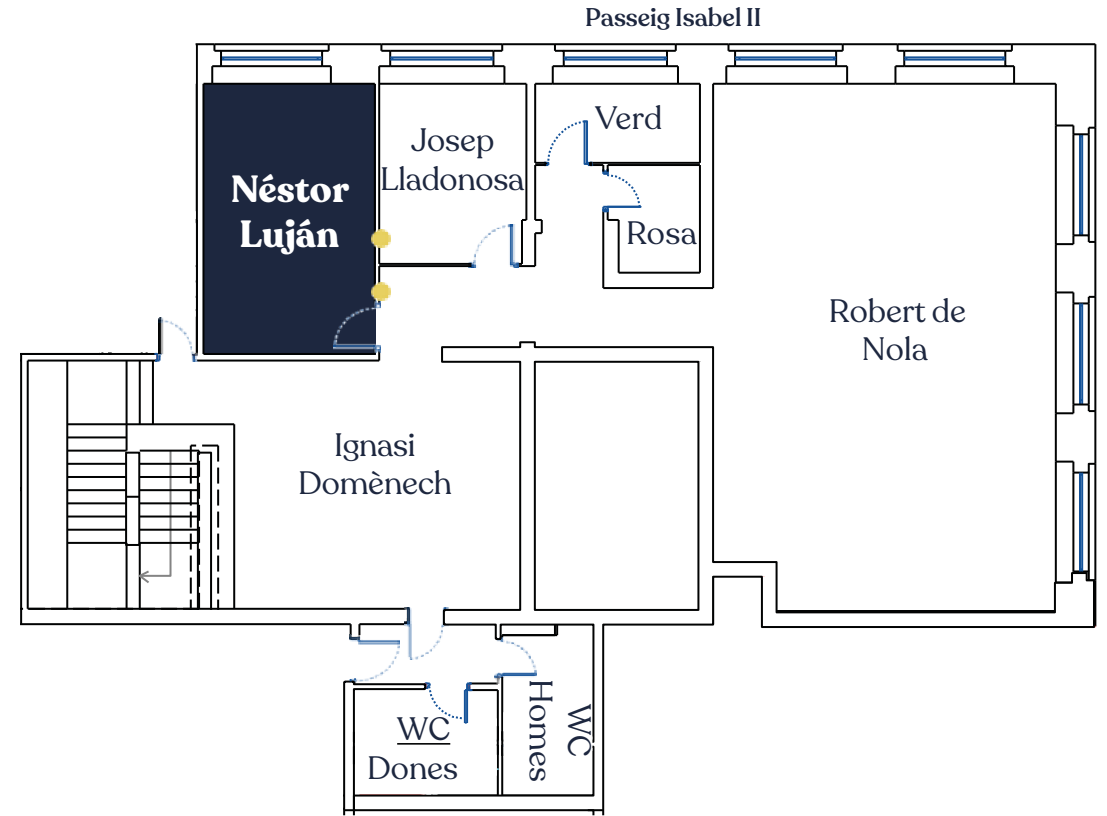 Passeig Isabel II
Verd
Josep
Lladonosa
Néstor
Luján
Rosa
Robert de
Nola
Ignasi
Domènech
WC
Dones
WC
Homes